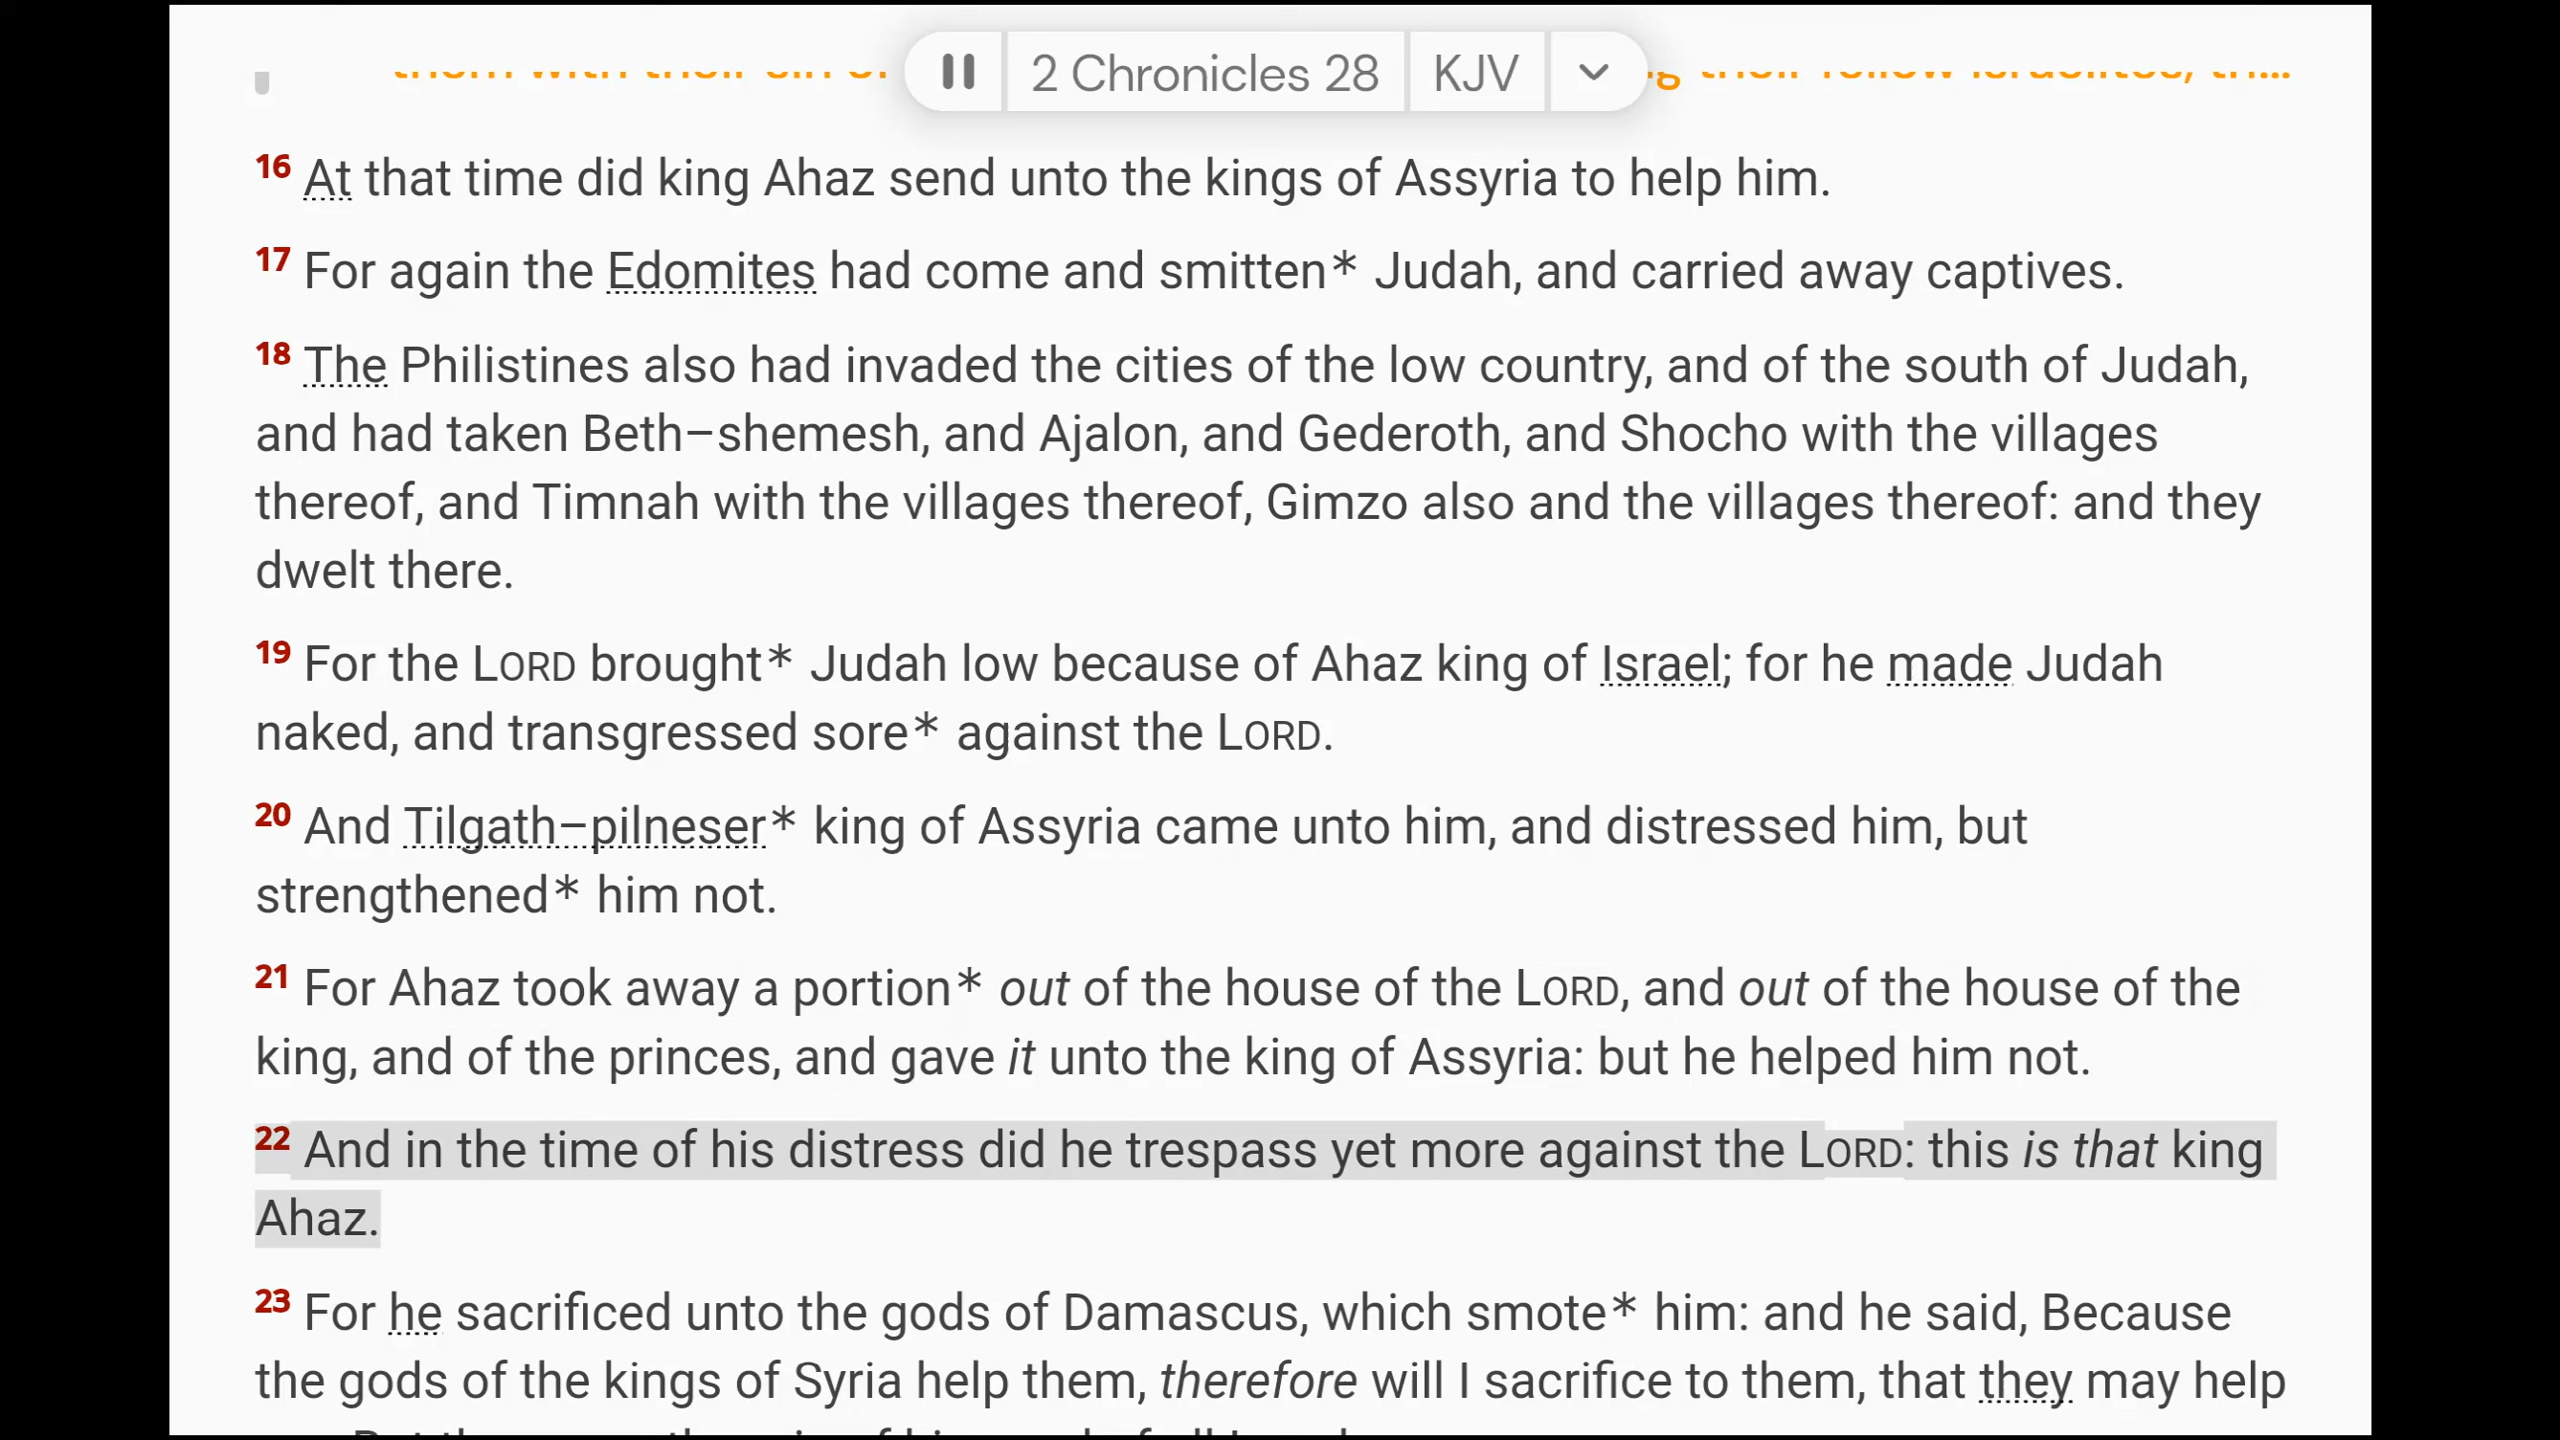 2 Chronicles 28 KJV
16 At that time did king Ahaz send unto the kings of Assyria to help him.
17 For again the Edomites had come and smitten* Judah, and carried away captives.
18 The Philistines also had invaded the cities of the low country, and of the south of Judah,
and had taken Beth–shemesh, and Ajalon, and Gederoth, and Shocho with the villages
thereof, and Timnah with the villages thereof, Gimzo also and the villages thereof: and they
dwelt there.
19 For the LORD brought* Judah low because of Ahaz king of Israel; for he made Judah
naked, and transgressed sore* against the LORD.
20 And Tilgath–pilneser* king of Assyria came unto him, and distressed him, but
strengthened* him not.
21 For Ahaz took away a portion* out of the house of the LORD, and out of the house of the
king, and of the princes, and gave it unto the king of Assyria: but he helped him not.
22 And in the time of his distress did he trespass yet more against the LORD: this is that king
Ahaz.
23 For he sacrificed unto the gods of Damascus, which smote* him: and he said, Because
the gods of the kings of Syria help them, therefore will I sacrifice to them, that they may help